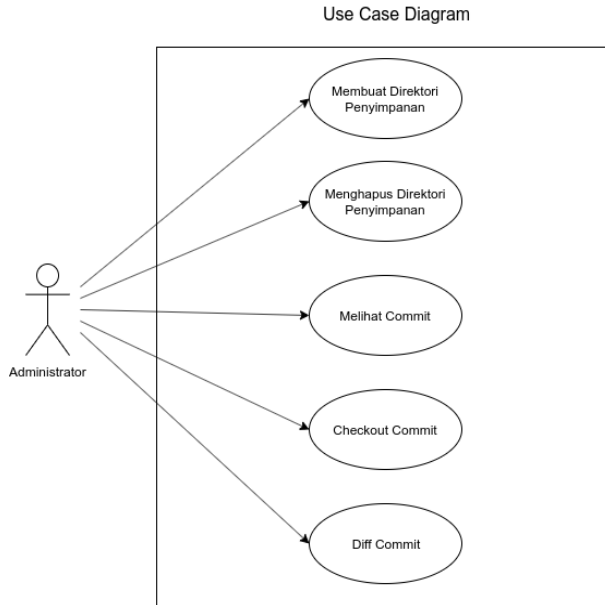 Use Case Diagram
Membuat Direktori
Penyimpanan
Menghapus Direktori
Penyimpanan
Melihat Commit
Administrator
Checkout Commit
Diff Commit